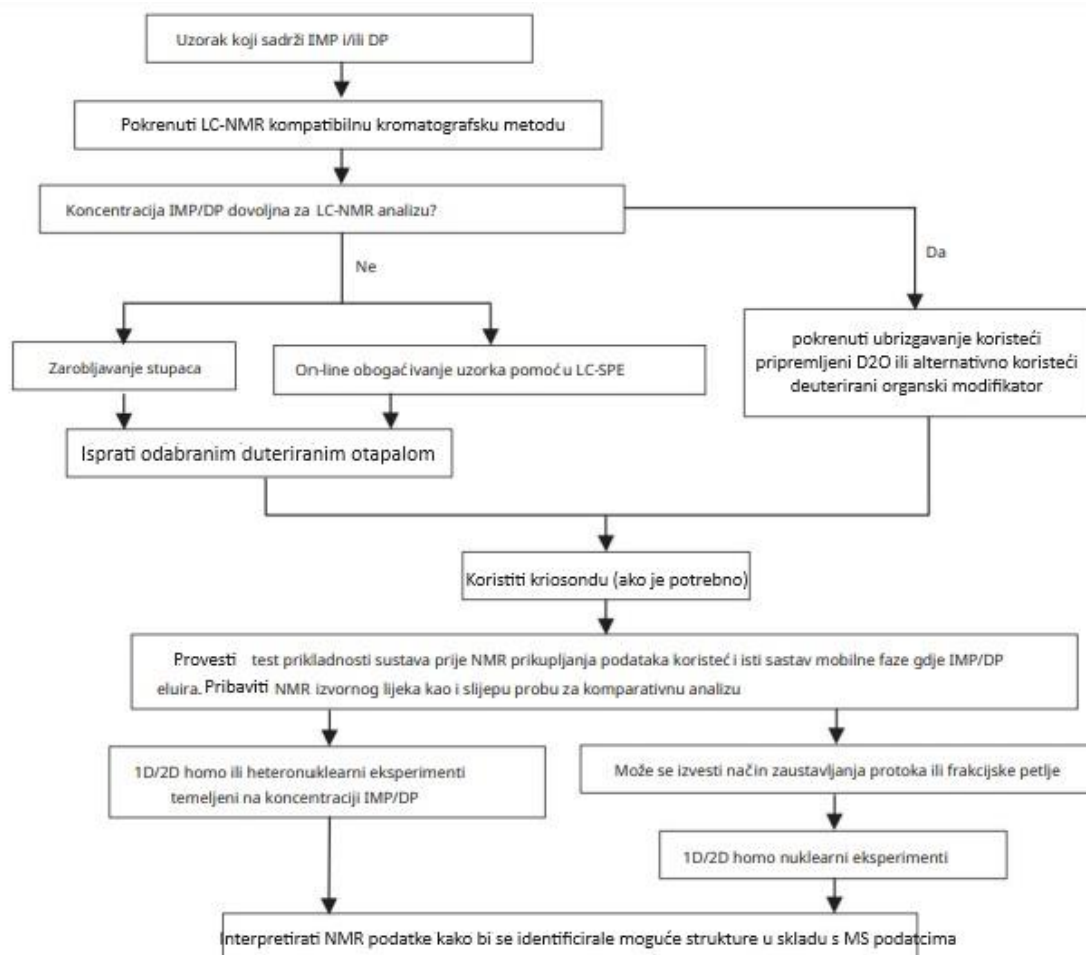 Uzorak koji sadrži IMP i/ili DP
Pokrenuti LC-NMR kompatibilnu kromatografsku metodu
Koncentracija IMP/DP dovoljna za LC-NMR analizu?
Ne
Da
Zarobljavanje stupaca
On-line obogaćivanje uzorka pomoću LC-SPE
pokrenuti ubrizgavanje koristeći
pripremljeni D2O ili alternativno koristeći
deuterirani organski modifikator
Isprati odabranim duteriranim otapalom
Koristiti kriosondu (ako je potrebno)
Provesti test prikladnosti sustava prije NMR prikupljanja podataka koristeć i isti sastav mobilne faze gdje IMP/DP
eluira. Pribaviti NMR izvornog lijeka kao i slijepu probu za komparativnu analizu
1D/2D homo ili heteronuklearni eksperimenti
temeljeni na koncentraciji IMP/DP
Može se izvesti način zaustavljanja protoka ili frakcijske petlje
1D/2D homo nuklearni eksperimenti
Interpretirati NMR podatke kako bi se identificirale moguće strukture u skladu s MS podatcima